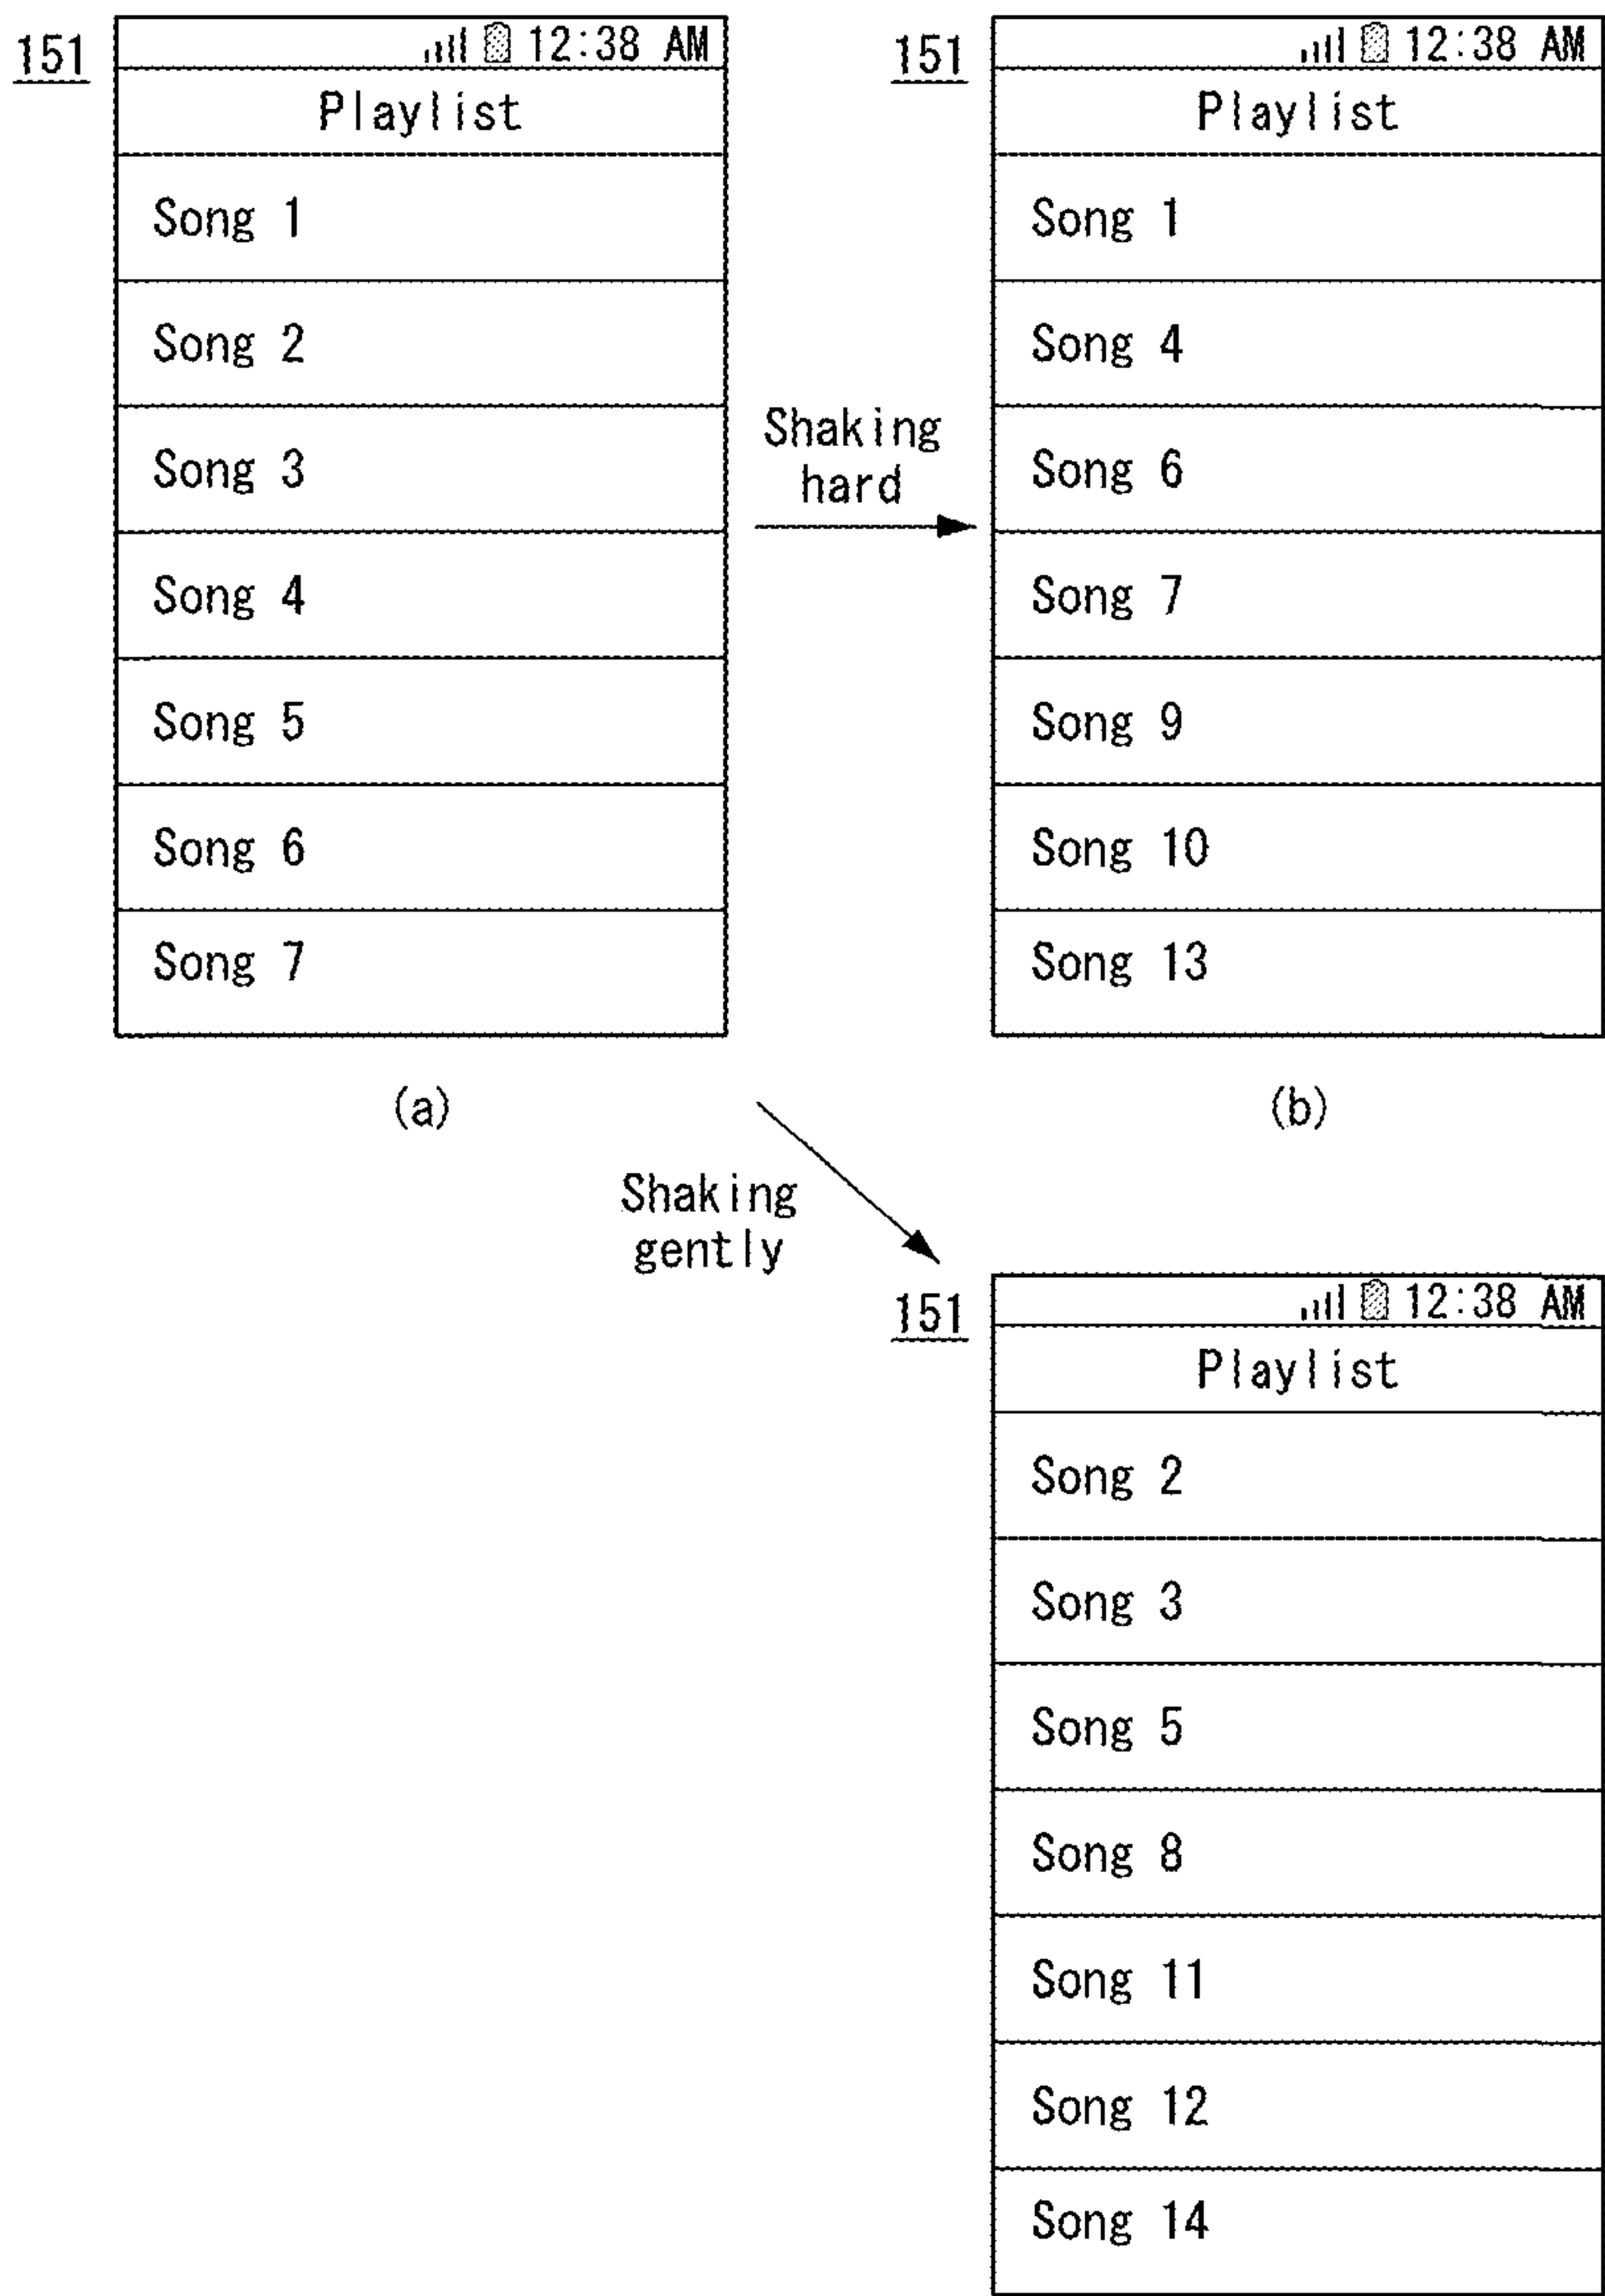 151
12:38 AM
Playlist
Song 1
Song 2
Song 3
Song 4
Song 5
Song 6
Song 7
(a)
Shaking
hard
151
12:38 AM
Playlist
Song 1
Song 4
Song 6
Song 7
Song 9
Song 10
Song 13
(b)
Shaking
gently
151
12:38 AM
Playlist
Song 2
Song 3
Song 5
Song 8
Song 11
Song 12
Song 14